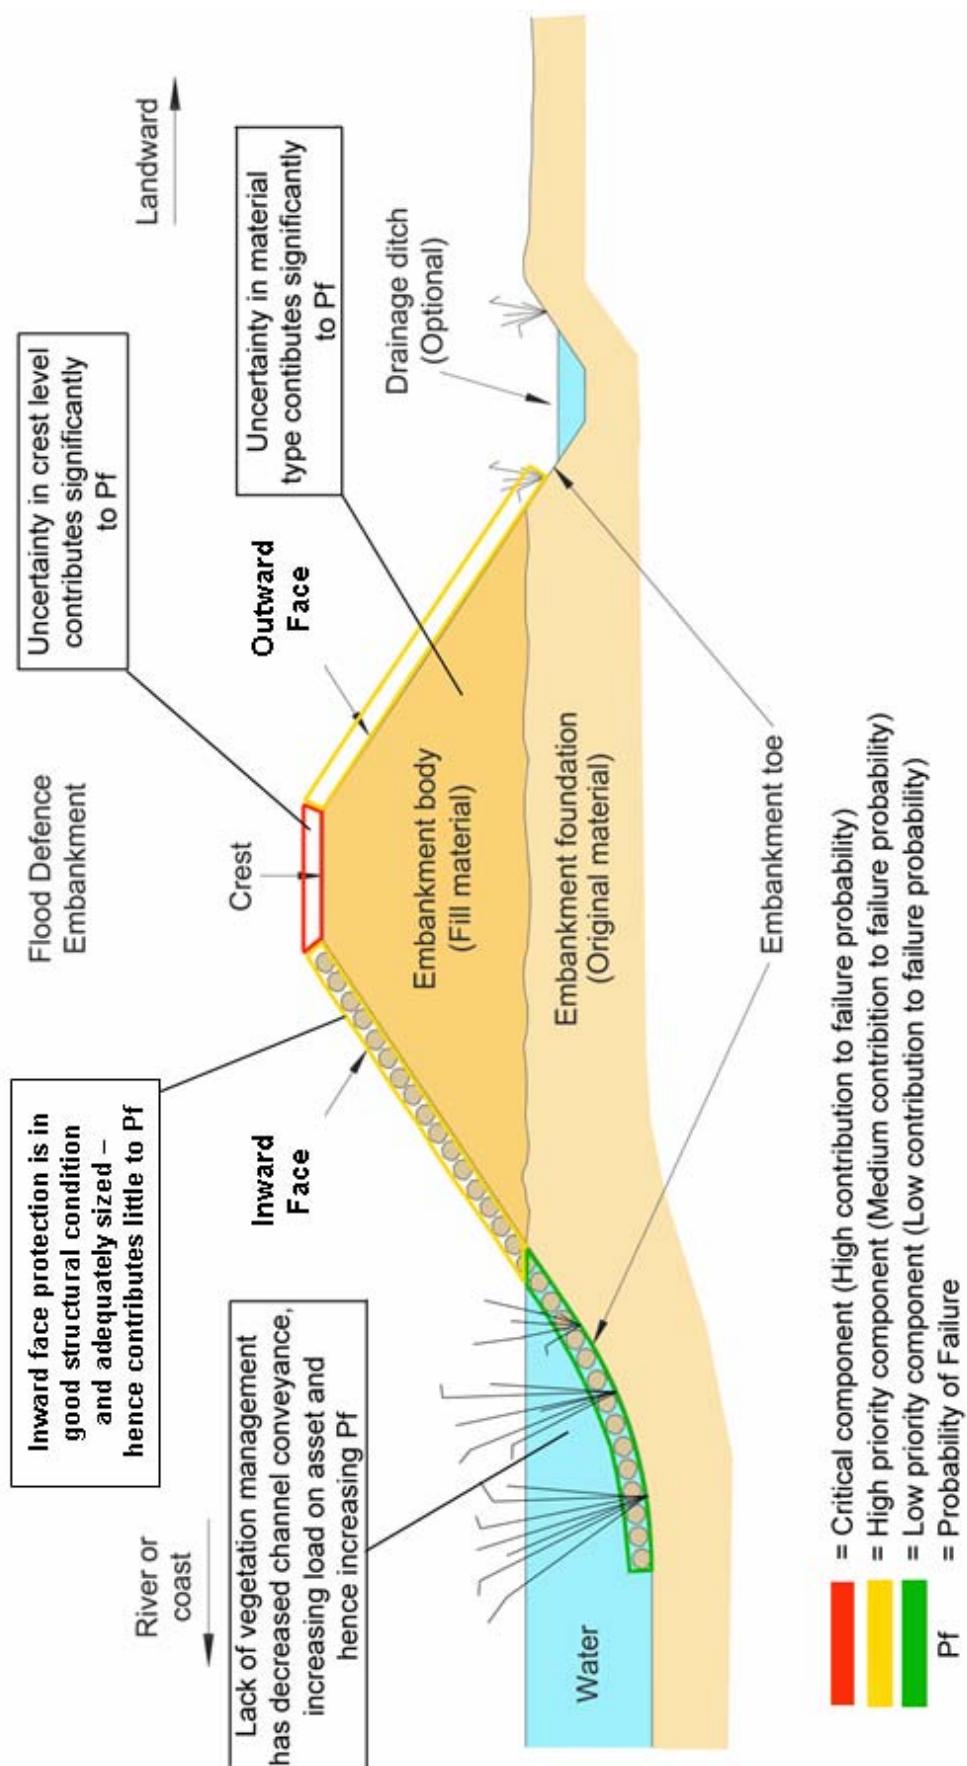 Flood Defence
Embankment
River or
coast
Landward
Inward face protection is in
good structural condition
and adequately sized –
hence contributes little to Pf
Uncertainty in crest level
contributes significantly
to Pf
Lack of vegetation management
has decreased channel conveyance,
increasing load on asset and
hence increasing Pf
Inward
Face
Crest
Outward
Face
Uncertainty in material
type contibutes significantly
to Pf
Drainage ditch
(Optional)
Embankment body
(Fill material)
Embankment foundation
(Original material)
Water
Embankment toe
= Critical component (High contribution to failure probability)
= High priority component (Medium contribition to failure probability)
= Low priority component (Low contribution to failure probability)
Pf = Probability of Failure